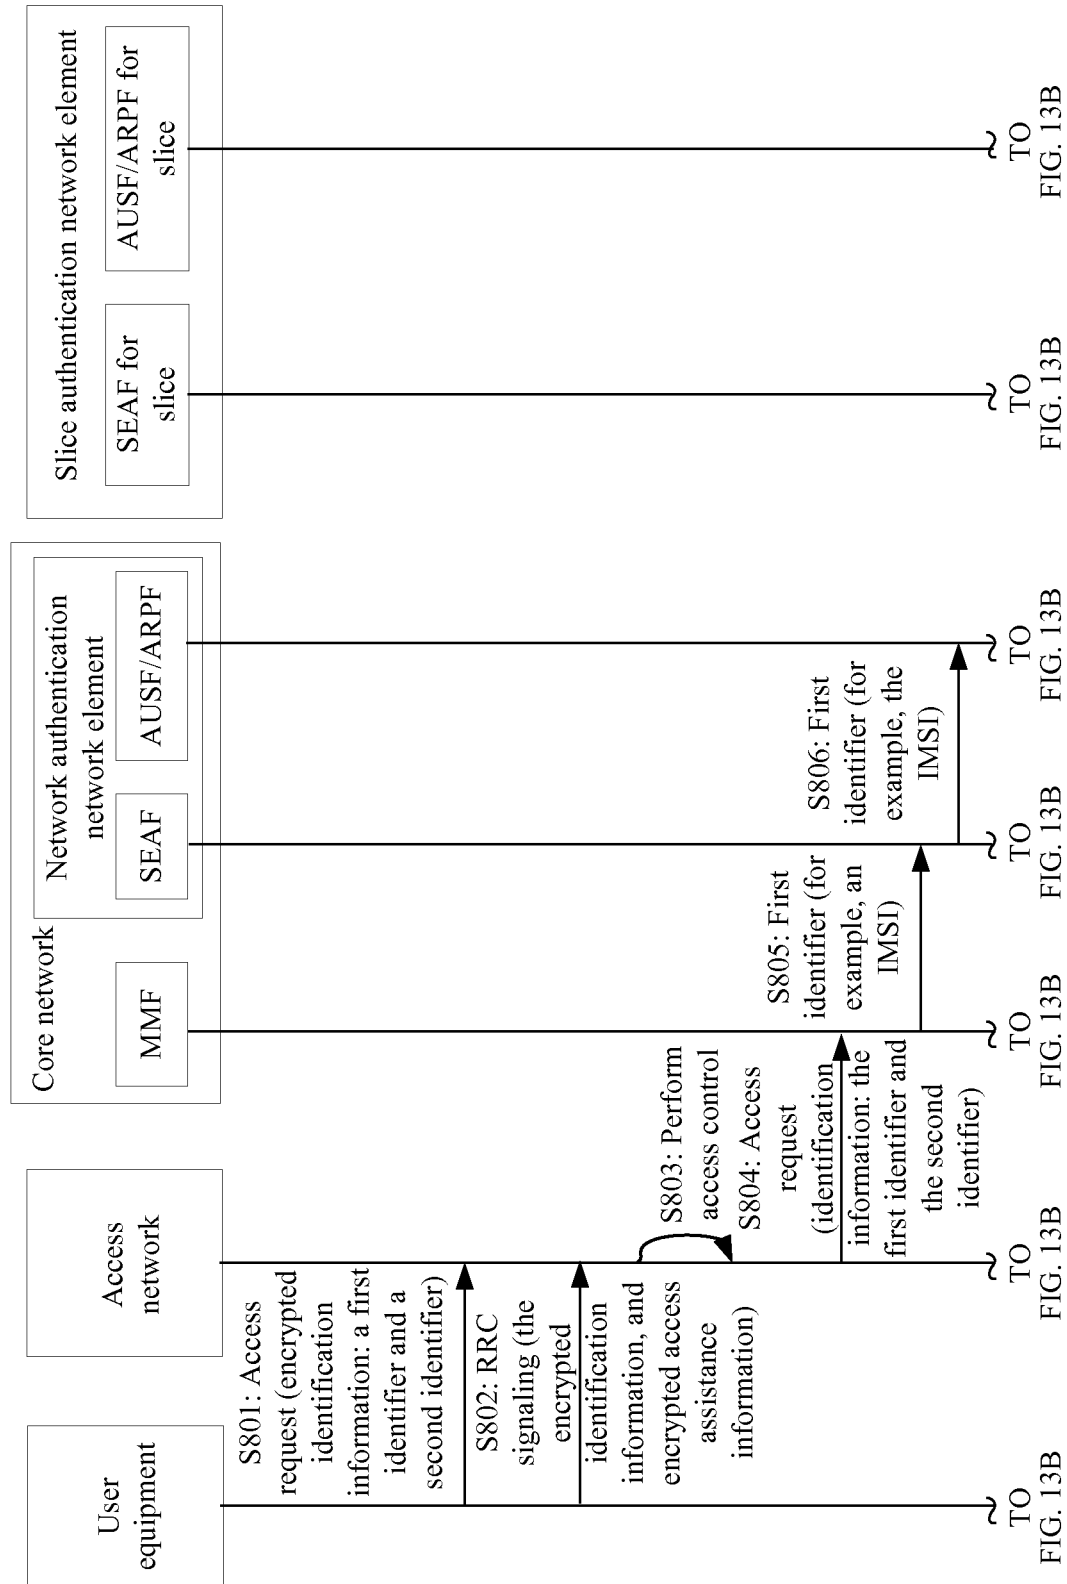 User
equipment
Access
network
Core network
MMF
Network authentication
network element
SEAF
AUSF/ARPF
Slice authentication network element
SEAF for
slice
AUSF/ARPF for
slice
S801: Access
request (encrypted
identification
information: a first
identifier and a
second identifier)
S802: RRC
signaling (the
encrypted
identification
information, and
encrypted access
assistance
information)
S803: Perform
access control
S804: Access
request
(identification
information: the
first identifier and
the second
identifier)
S805: First
identifier (for
example, an
IMSI)
S806: First
identifier (for
example, the
IMSI)
TO
FIG. 13B
TO
FIG. 13B
TO
FIG. 13B
TO
FIG. 13B
TO
FIG. 13B
TO
FIG. 13B
TO
FIG. 13B